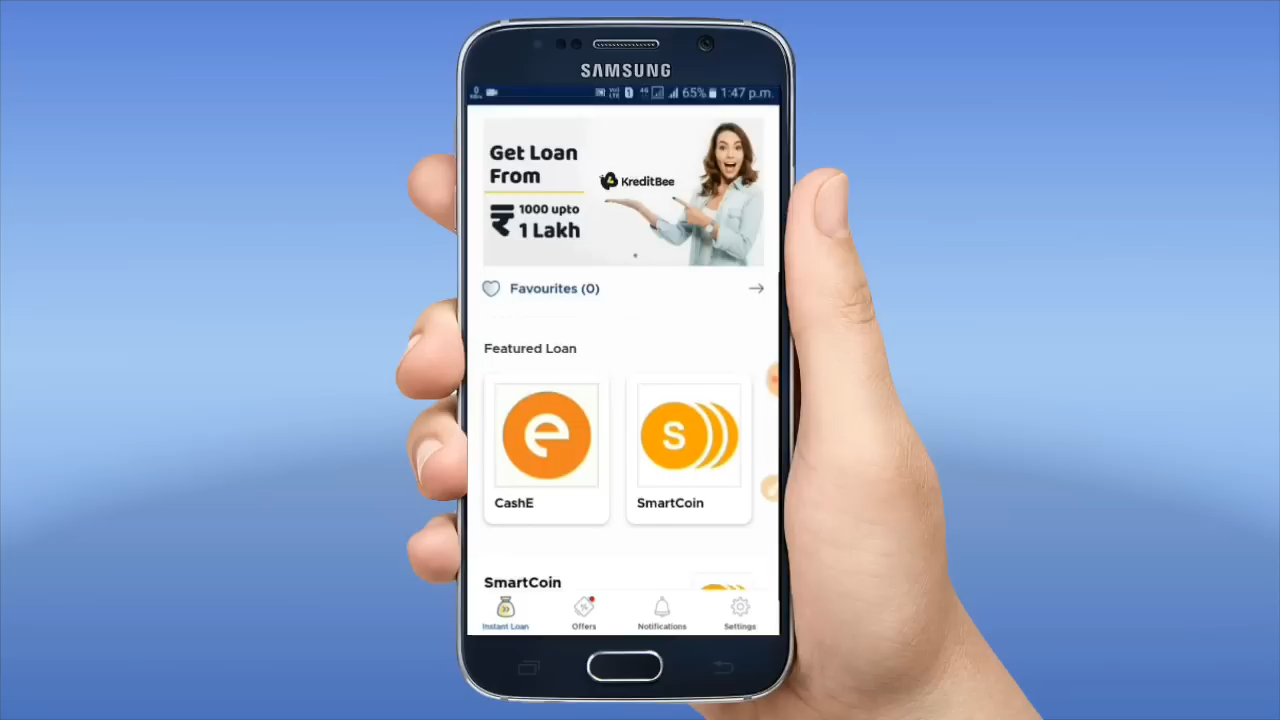 SAMSUNG
65% 1:47 p.m.
Get Loan
From
KreditBee
₹ 1000 upto
1 Lakh
Favourites (0)
Featured Loan
CashE
SmartCoin
SmartCoin
Instant Loan
Offers
Notifications
Settings